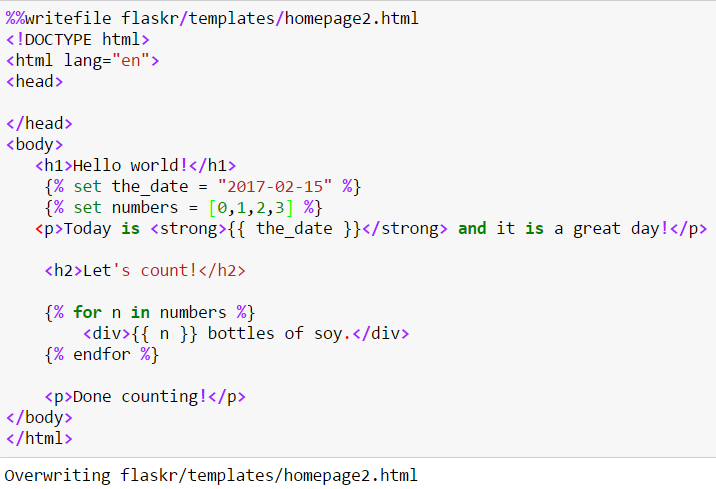 %%writefile flaskr/templates/homepage2.html
<!DOCTYPE html>
<html lang="en">
<head>

</head>
<body>
   <h1>Hello world!</h1>
    {% set the_date = "2017-02-15" %}
    {% set numbers = [0,1,2,3] %}
   <p>Today is <strong>{{ the_date }}</strong> and it is a great day!</p>

    <h2>Let's count!</h2>

    {% for n in numbers %}
        <div>{{ n }} bottles of soy.</div>
    {% endfor %}

    <p>Done counting!</p>
</body>
</html>
Overwriting flaskr/templates/homepage2.html